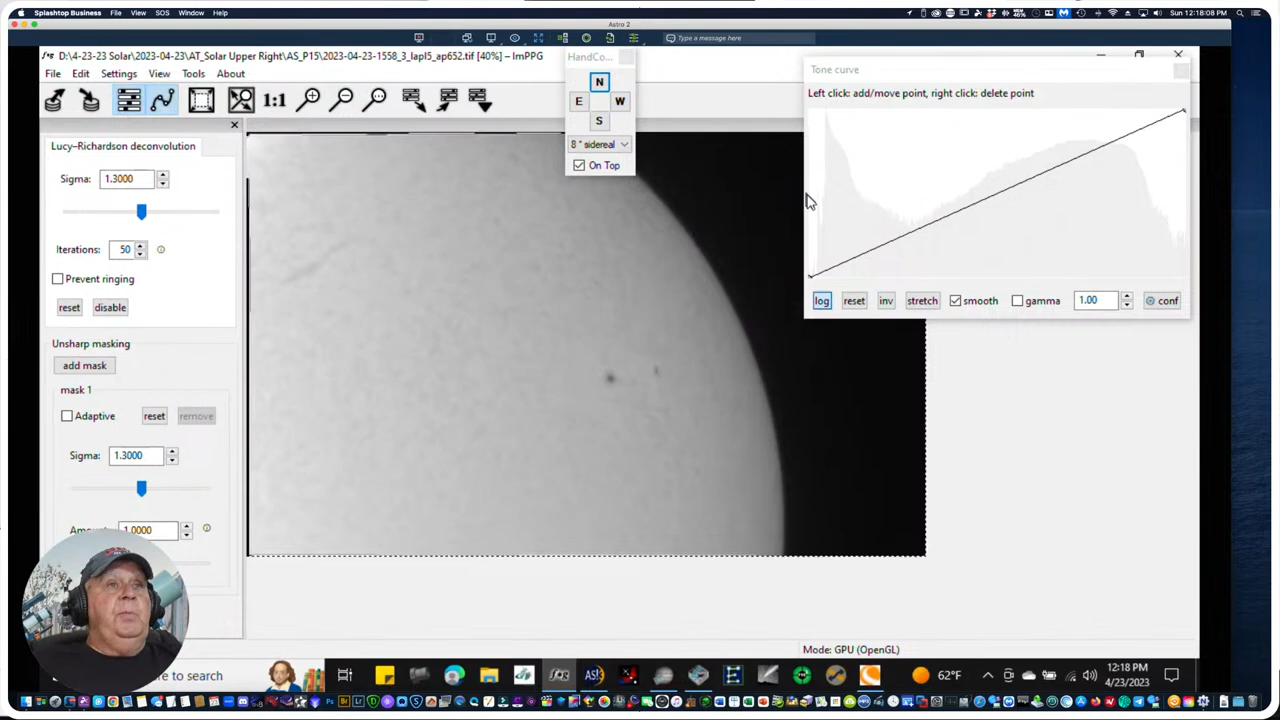 Splashtop Business File View SOS Window Help
Sun 12:18:08 PM
Astro 2
Type a message here
D:\4-23-23 Solar\2023-04-23\AT_Solar Upper Right\AS_P15\2023-04-23-1558_3_lapl5_ap652.tif [40%] - ImPPG
File Edit Settings View Tools About
1:1
HandCo...
N
E W
S
8 " sidereal
On Top
Tone curve
Left click: add/move point, right click: delete point
log reset inv stretch smooth gamma 1.00 conf
Lucy–Richardson deconvolution
Sigma: 1.3000
Iterations: 50
Prevent ringing
reset disable
Unsharp masking
add mask
mask 1
Adaptive reset remove
Sigma: 1.3000
1.0000
Mode: GPU (OpenGL)
re to search
AS!
62°F
12:18 PM
4/23/2023